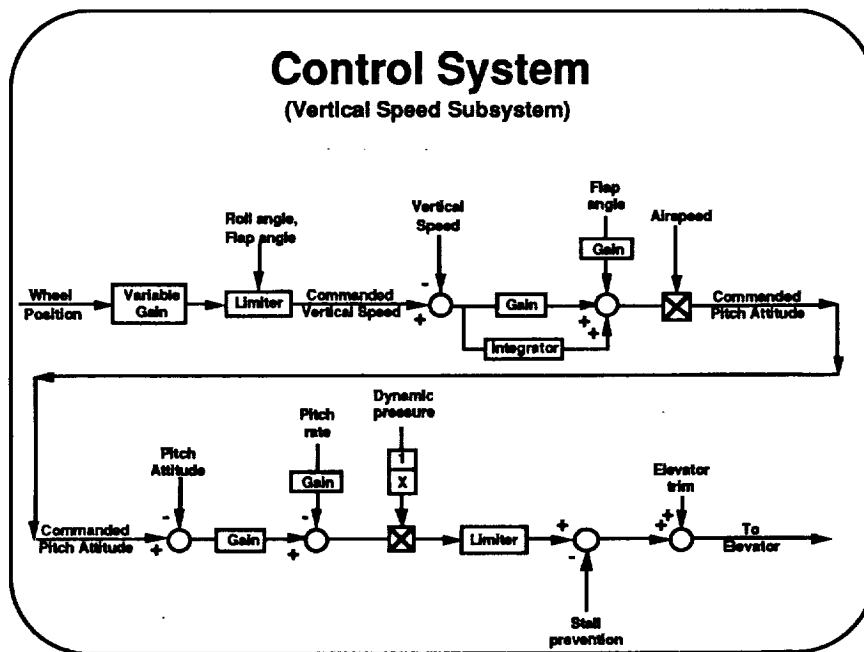 Control System
(Vertical Speed Subsystem)
Flap
angle
Vertical
Speed
Airspeed
Roll angle,
Flap angle
Gain
Wheel
Position
Variable
Gain
Limiter
Commanded
Vertical Speed
-
+
Gain
Integrator
+
+
Commanded
Pitch Attitude
Dynamic
pressure
Pitch
rate
Pitch
Attitude
1
X
Gain
Elevator
trim
Commanded
Pitch Attitude
-
+
Gain
-
+
Limiter
+
-
+
+
To
Elevator
Stall
prevention